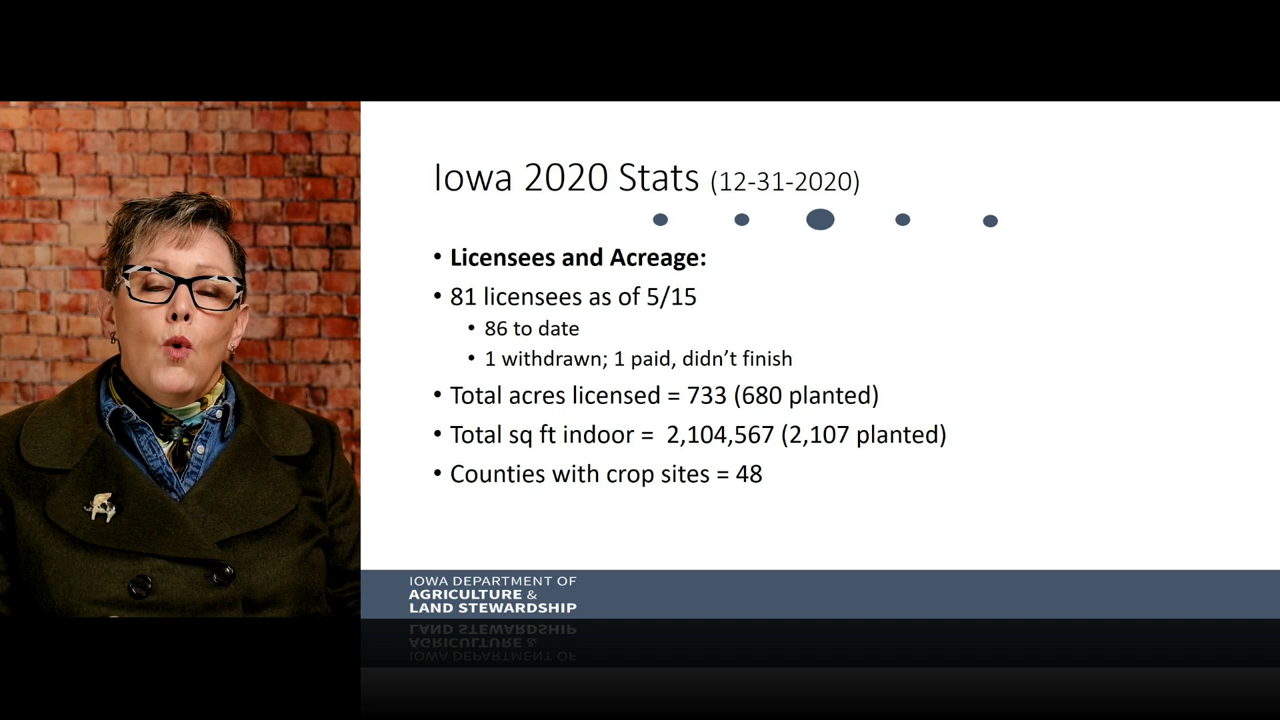 Iowa 2020 Stats (12-31-2020)
• Licensees and Acreage:
• 81 licensees as of 5/15
• 86 to date
• 1 withdrawn; 1 paid, didn’t finish
• Total acres licensed = 733 (680 planted)
• Total sq ft indoor = 2,104,567 (2,107 planted)
• Counties with crop sites = 48
IOWA DEPARTMENT OF
AGRICULTURE &
LAND STEWARDSHIP